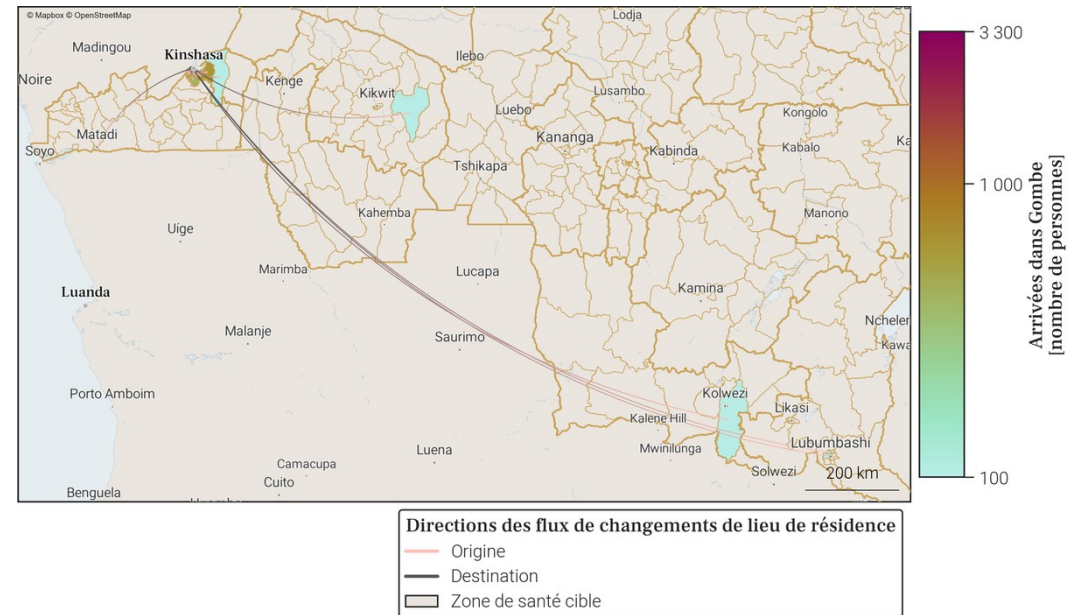 © Mapbox © OpenStreetMap
Lodja
Madingou
Kinshasa
Ilebo
Noire
Kenge
Kikwit
Lusambo
Luebo
Kongolo
Matadi
Kananga
Soyo
Kabinda
Kabalo
Tshikapa
Kahemba
Manono
Uíge
Marimba
Lucapa
Luanda
Kamina
Malanje
Saurimo
Kolwezi
Porto Amboim
Likasi
Kalene Hill
Lubumbashi
Luena
Mwinilunga
Camacupa
Solwezi
200 km
Cuito
Benguela
3 300
1 000
100
Arrivées dans Gombe
[nombre de personnes]
Directions des flux de changements de lieu de résidence
Origine
Destination
Zone de santé cible